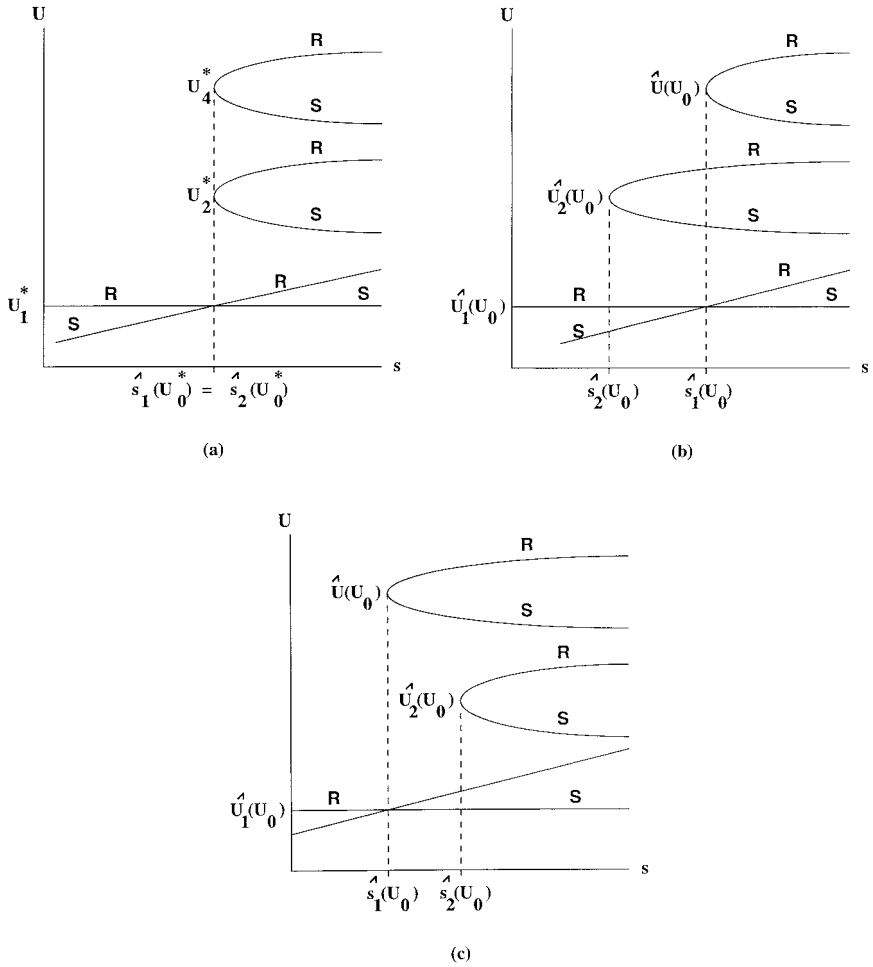 U
R
U*4
S
R
U*2
S
R
R
U*1
S
S
s
ŝ1(U*0) = ŝ2(U*0)
(a)
U
R
Û(U0)
S
R
Û2(U0)
S
R
R
Û1(U0)
S
S
s
ŝ2(U0)
ŝ1(U0)
(b)
U
R
Û(U0)
S
R
Û2(U0)
S
R
S
Û1(U0)
s
ŝ1(U0)
ŝ2(U0)
(c)